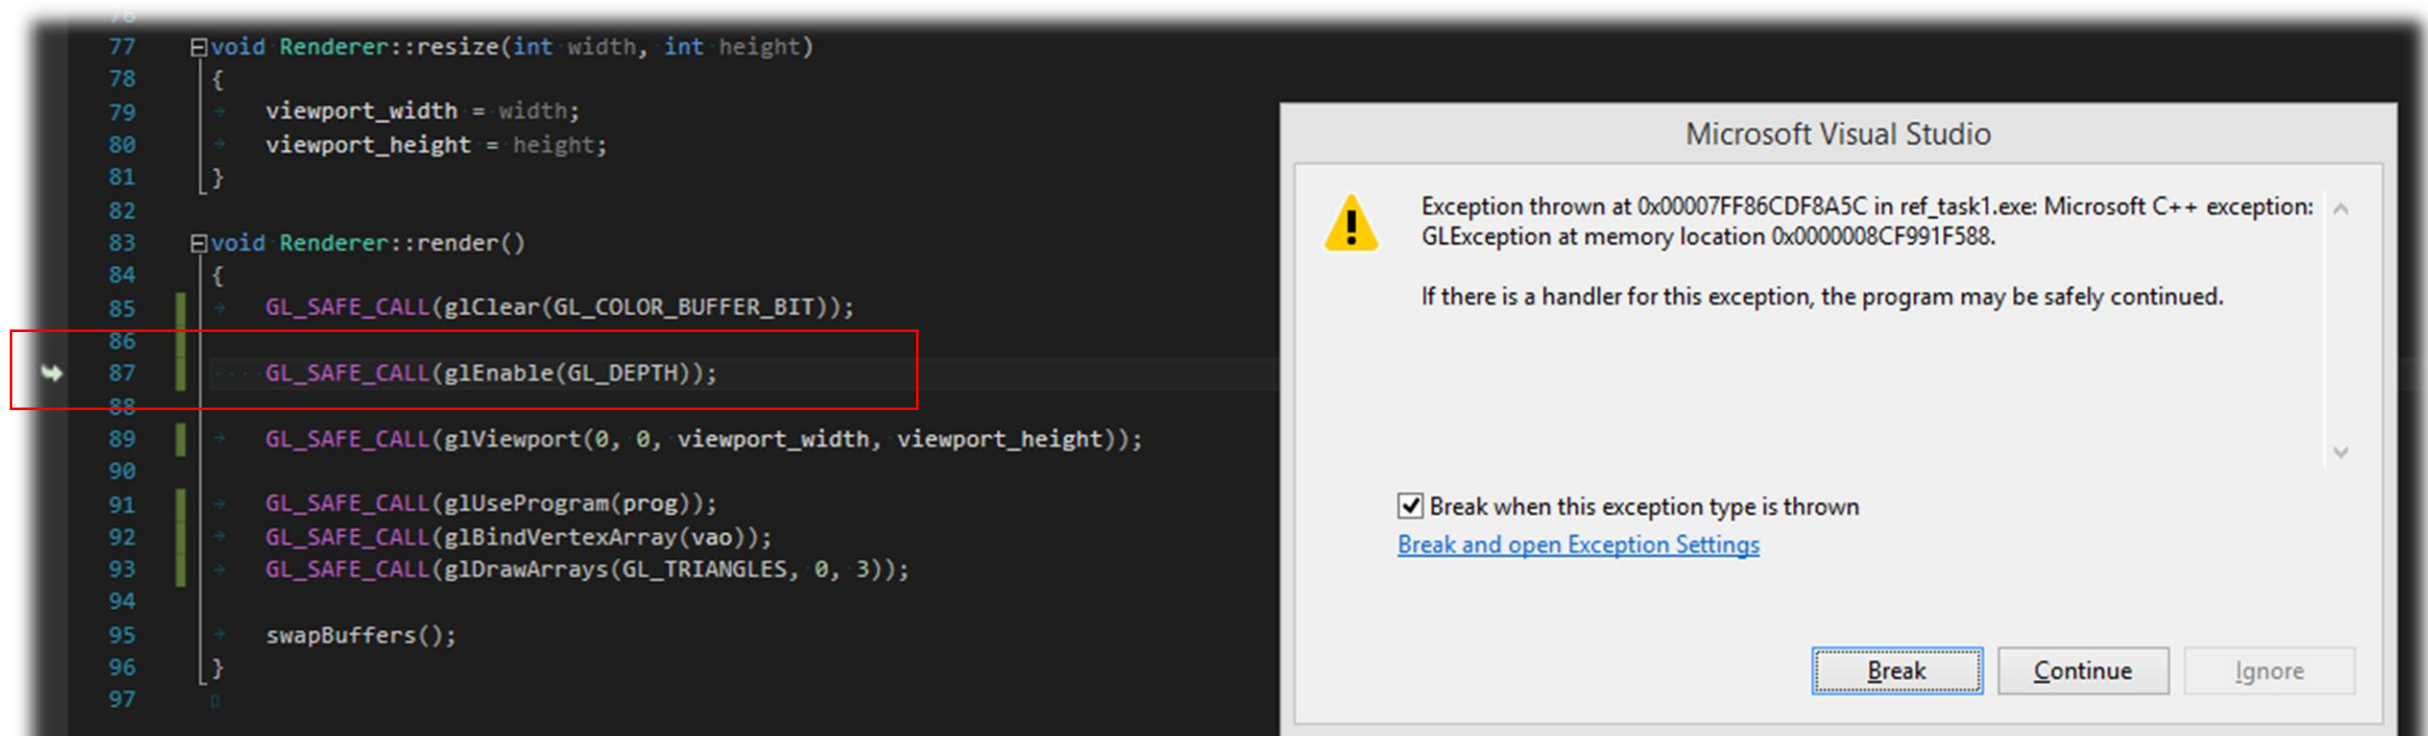 76
77 void Renderer::resize(int width, int height)
78 {
79 viewport_width = width;
80 viewport_height = height;
81 }
82
83 void Renderer::render()
84 {
85 GL_SAFE_CALL(glClear(GL_COLOR_BUFFER_BIT));
86
87 GL_SAFE_CALL(glEnable(GL_DEPTH));
88
89 GL_SAFE_CALL(glViewport(0, 0, viewport_width, viewport_height));
90
91 GL_SAFE_CALL(glUseProgram(prog));
92 GL_SAFE_CALL(glBindVertexArray(vao));
93 GL_SAFE_CALL(glDrawArrays(GL_TRIANGLES, 0, 3));
94
95 swapBuffers();
96 }
97
Microsoft Visual Studio
Exception thrown at 0x00007FF86CDF8A5C in ref_task1.exe: Microsoft C++ exception:
GLException at memory location 0x0000008CF991F588.
If there is a handler for this exception, the program may be safely continued.
Break when this exception type is thrown
Break and open Exception Settings
Break
Continue
Ignore